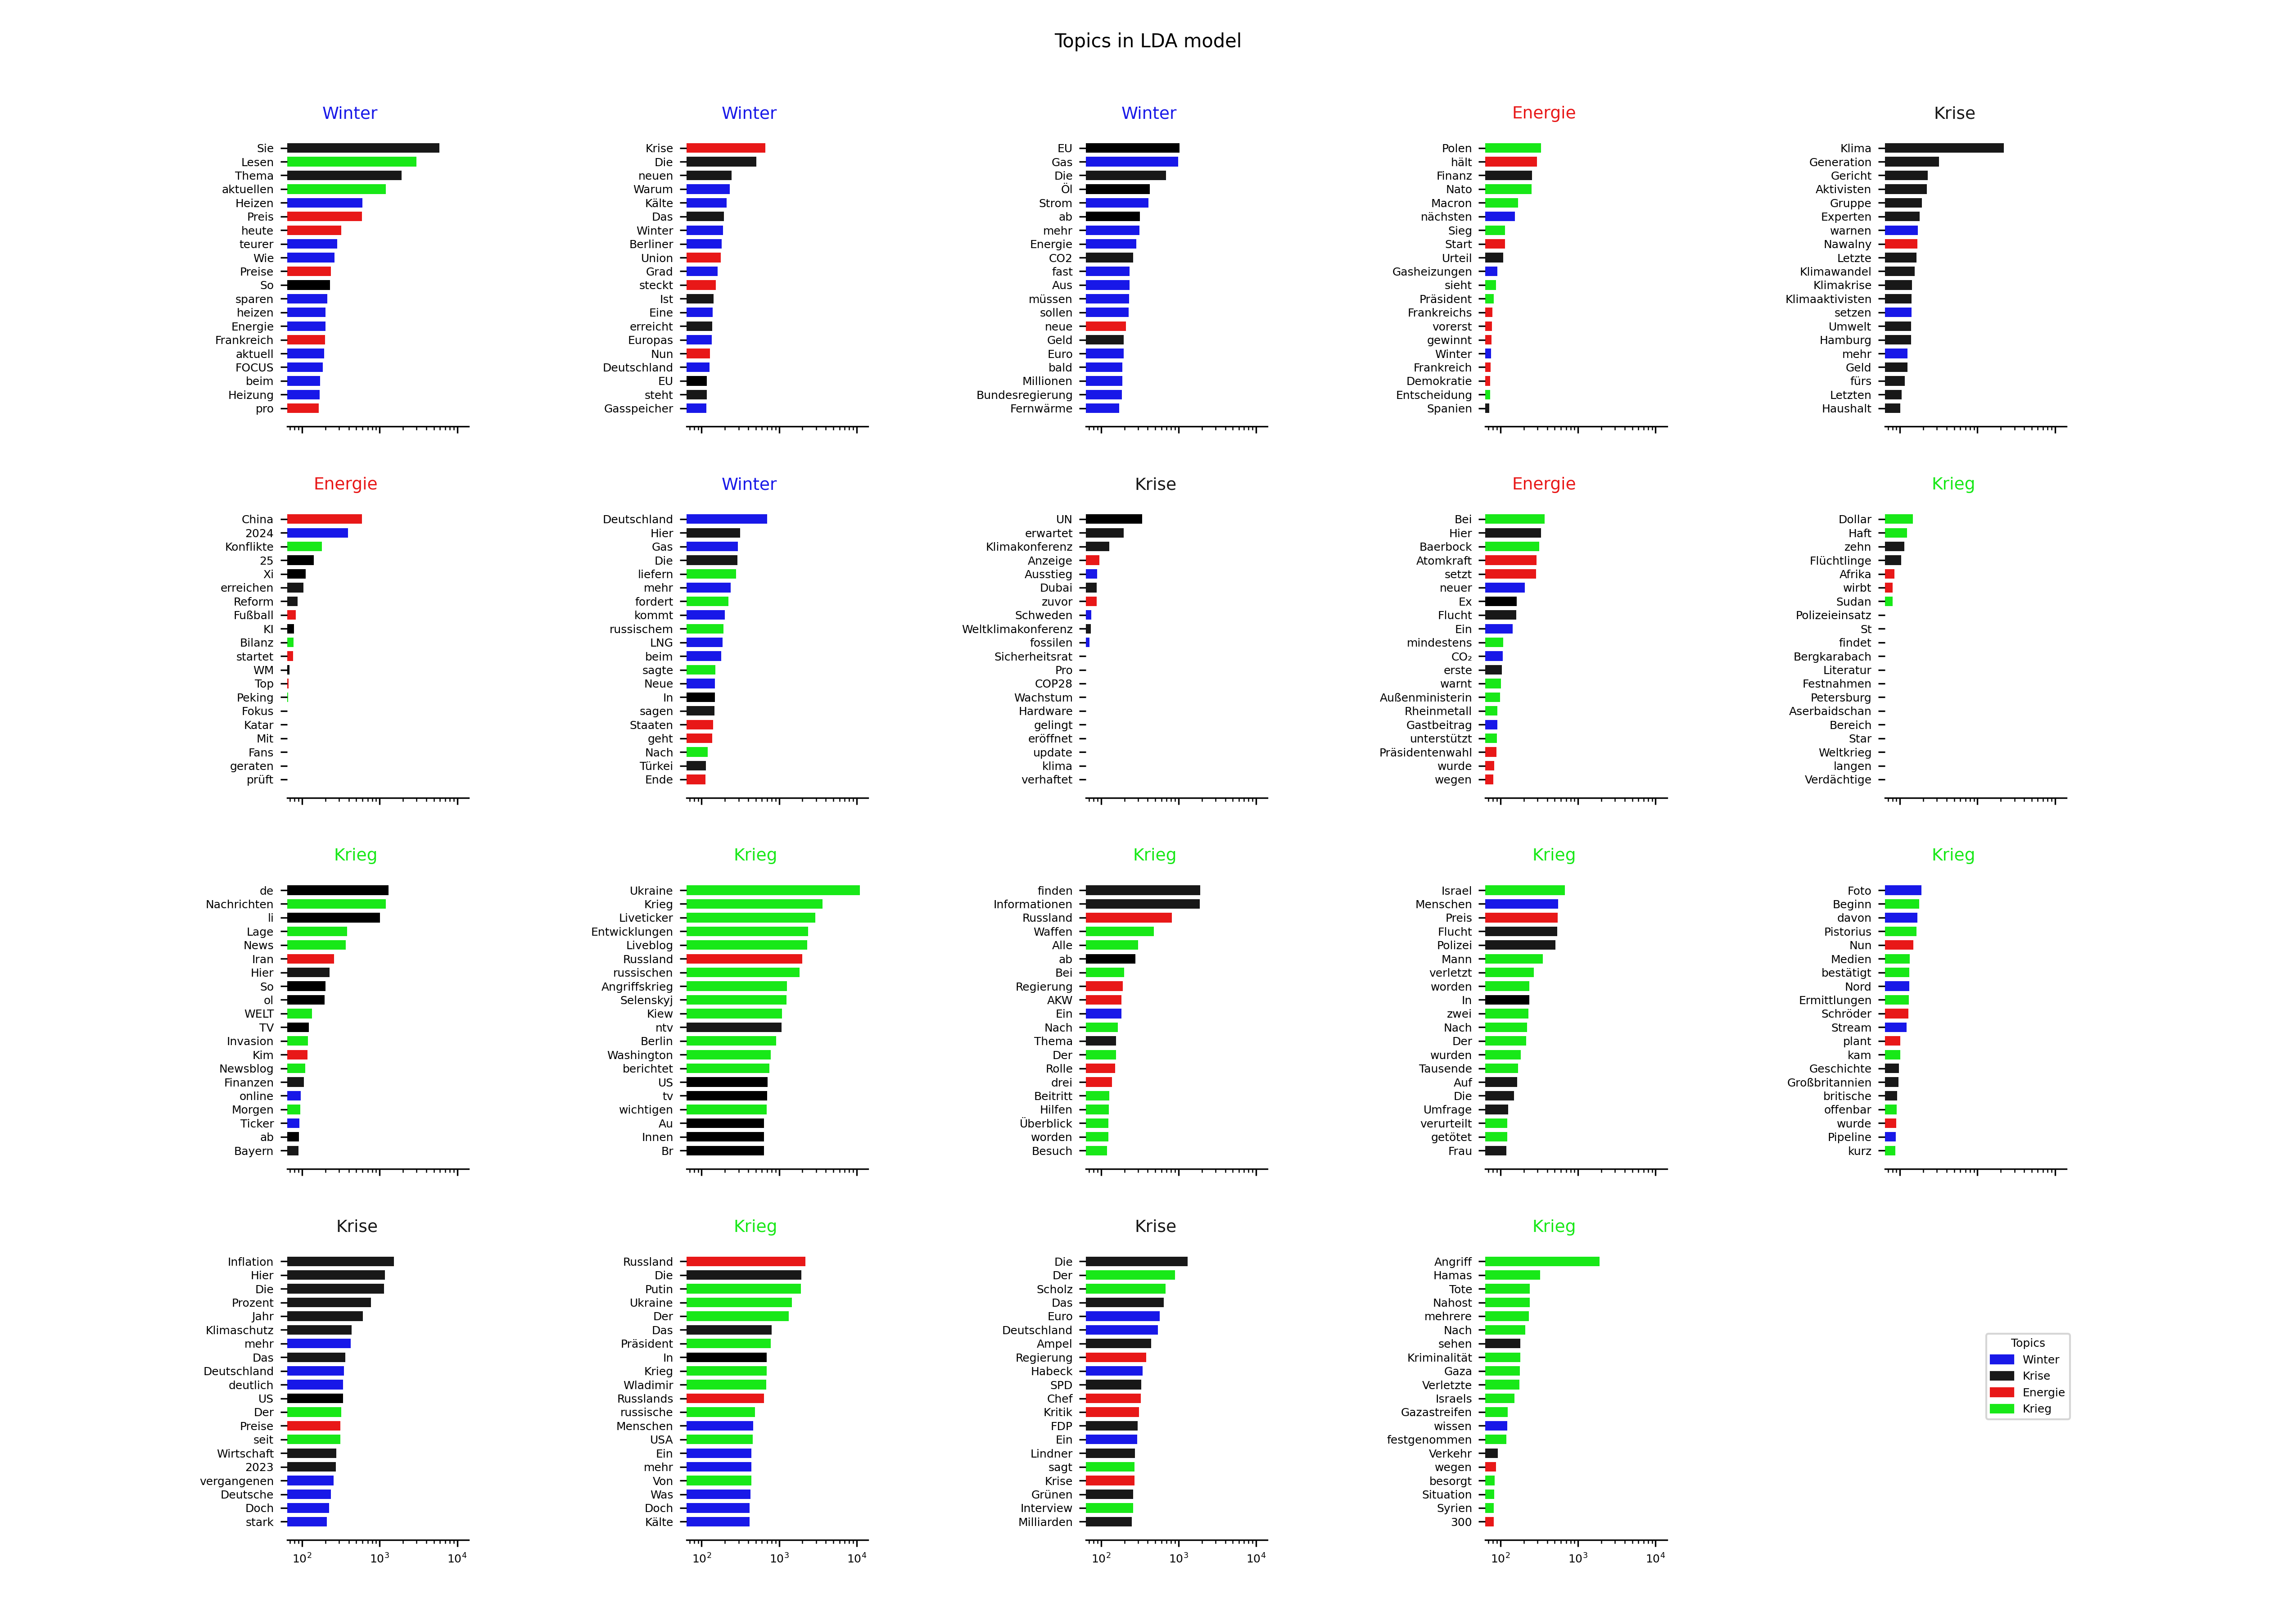 Topics in LDA model
Winter
Sie
Lesen
Thema
aktuellen
Heizen
Preis
heute
teurer
Wie
Preise
So
sparen
heizen
Energie
Frankreich
aktuell
FOCUS
beim
Heizung
pro
Winter
Krise
Die
neuen
Warum
Kälte
Das
Winter
Berliner
Union
Grad
steckt
Ist
Eine
erreicht
Europas
Nun
Deutschland
EU
steht
Gasspeicher
Winter
EU
Gas
Die
Öl
Strom
ab
mehr
Energie
CO2
fast
Aus
müssen
sollen
neue
Geld
Euro
bald
Millionen
Bundesregierung
Fernwärme
Energie
Polen
hält
Finanz
Nato
Macron
nächsten
Sieg
Start
Urteil
Gasheizungen
sieht
Präsident
Frankreichs
vorerst
gewinnt
Winter
Frankreich
Demokratie
Entscheidung
Spanien
Krise
Klima
Generation
Gericht
Aktivisten
Gruppe
Experten
warnen
Nawalny
Letzte
Klimawandel
Klimakrise
Klimaaktivisten
setzen
Umwelt
Hamburg
mehr
Geld
fürs
Letzten
Haushalt
Energie
China
2024
Konflikte
25
Xi
erreichen
Reform
Fußball
KI
Bilanz
startet
WM
Top
Peking
Fokus
Katar
Mit
Fans
geraten
prüft
Winter
Deutschland
Hier
Gas
Die
liefern
mehr
fordert
kommt
russischem
LNG
beim
sagte
Neue
In
sagen
Staaten
geht
Nach
Türkei
Ende
Krise
UN
erwartet
Klimakonferenz
Anzeige
Ausstieg
Dubai
zuvor
Schweden
Weltklimakonferenz
fossilen
Sicherheitsrat
Pro
COP28
Wachstum
Hardware
gelingt
eröffnet
update
klima
verhaftet
Energie
Bei
Hier
Baerbock
Atomkraft
setzt
neuer
Ex
Flucht
Ein
mindestens
CO₂
erste
warnt
Außenministerin
Rheinmetall
Gastbeitrag
unterstützt
Präsidentenwahl
wurde
wegen
Krieg
Dollar
Haft
zehn
Flüchtlinge
Afrika
wirbt
Sudan
Polizeieinsatz
St
findet
Bergkarabach
Literatur
Festnahmen
Petersburg
Aserbaidschan
Bereich
Star
Weltkrieg
langen
Verdächtige
Krieg
de
Nachrichten
li
Lage
News
Iran
Hier
So
ol
WELT
TV
Invasion
Kim
Newsblog
Finanzen
online
Morgen
Ticker
ab
Bayern
Krieg
Ukraine
Krieg
Liveticker
Entwicklungen
Liveblog
Russland
russischen
Angriffskrieg
Selenskyj
Kiew
ntv
Berlin
Washington
berichtet
US
tv
wichtigen
Au
Innen
Br
Krieg
finden
Informationen
Russland
Waffen
Alle
ab
Bei
Regierung
AKW
Ein
Nach
Thema
Der
Rolle
drei
Beitritt
Hilfen
Überblick
worden
Besuch
Krieg
Israel
Menschen
Preis
Flucht
Polizei
Mann
verletzt
worden
In
zwei
Nach
Der
wurden
Tausende
Auf
Die
Umfrage
verurteilt
getötet
Frau
Krieg
Foto
Beginn
davon
Pistorius
Nun
Medien
bestätigt
Nord
Ermittlungen
Schröder
Stream
plant
kam
Geschichte
Großbritannien
britische
offenbar
wurde
Pipeline
kurz
Krise
Inflation
Hier
Die
Prozent
Jahr
Klimaschutz
mehr
Das
Deutschland
deutlich
US
Der
Preise
seit
Wirtschaft
2023
vergangenen
Deutsche
Doch
stark
10² 10³ 10⁴
Krieg
Russland
Die
Putin
Ukraine
Der
Das
Präsident
In
Krieg
Wladimir
Russlands
russische
Menschen
USA
Ein
mehr
Von
Was
Doch
Kälte
10² 10³ 10⁴
Krise
Die
Der
Scholz
Das
Euro
Deutschland
Ampel
Regierung
Habeck
SPD
Chef
Kritik
FDP
Ein
Lindner
sagt
Krise
Grünen
Interview
Milliarden
10² 10³ 10⁴
Krieg
Angriff
Hamas
Tote
Nahost
mehrere
Nach
sehen
Kriminalität
Gaza
Verletzte
Israels
Gazastreifen
wissen
festgenommen
Verkehr
wegen
besorgt
Situation
Syrien
300
10² 10³ 10⁴
Topics
Winter
Krise
Energie
Krieg